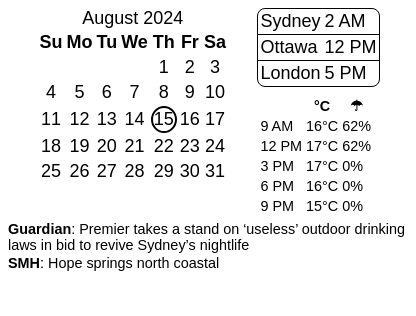 August 2024
Su Mo Tu We Th Fr Sa
1 2 3
4 5 6 7 8 9 10
11 12 13 14 15 16 17
18 19 20 21 22 23 24
25 26 27 28 29 30 31
Sydney 2 AM
Ottawa 12 PM
London 5 PM
°C ☂
9 AM 16°C 62%
12 PM 17°C 62%
3 PM 17°C 0%
6 PM 16°C 0%
9 PM 15°C 0%
Guardian: Premier takes a stand on ‘useless’ outdoor drinking
laws in bid to revive Sydney’s nightlife
SMH: Hope springs north coastal